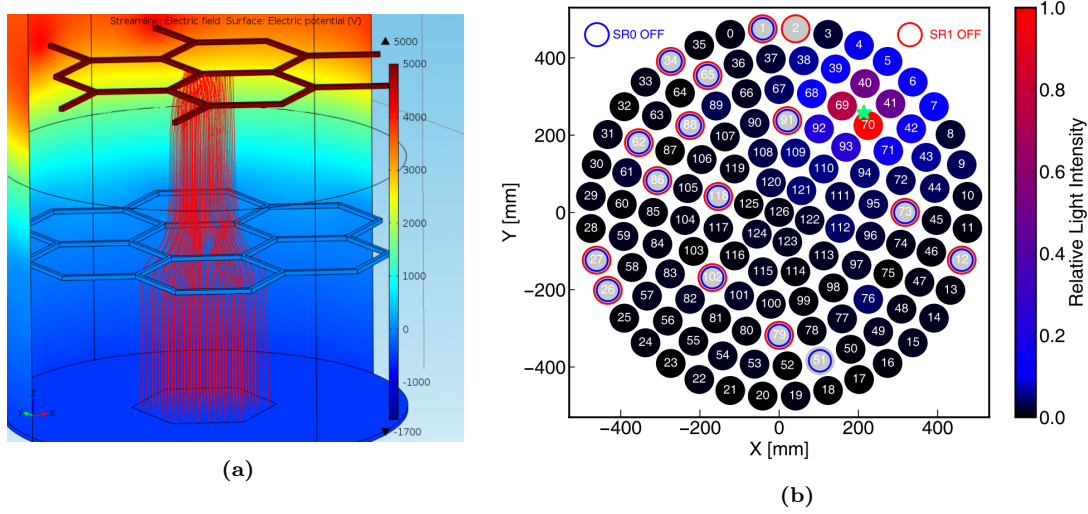 Streamline: Electric field Surface: Electric potential (V)
5000
5000
4000
3000
2000
1000
0
-1000
-1700
z
y
x
(a)
SR0 OFF
SR1 OFF
0 1 2 3
35 4
34 36 37 38 5
65 39
33 64 66 67 40 6
32 63 89 68 69 41 7
88 90 91 70
31 62 107 92 42 8
87 106 108 109 93 71 43 9
30 61 86 105 120 110 94 72 44
29 60 118 125 121 111 95 10
85 104 126 122 73 45
28 59 117 124 112 11
84 103 123 96 74 46
27 58 116 115 114 97 12
83 102 113 75
26 57 82 101 100 99 98 76 47 13
25 56 81 48 14
24 55 80 79 78 77 49 15
23 54 53 52 51 50 16
22 21 20 19 18 17
400
200
0
−200
−400
Y [mm]
−400 −200 0 200 400
X [mm]
1.0
0.8
0.6
0.4
0.2
0.0
Relative Light Intensity
(b)